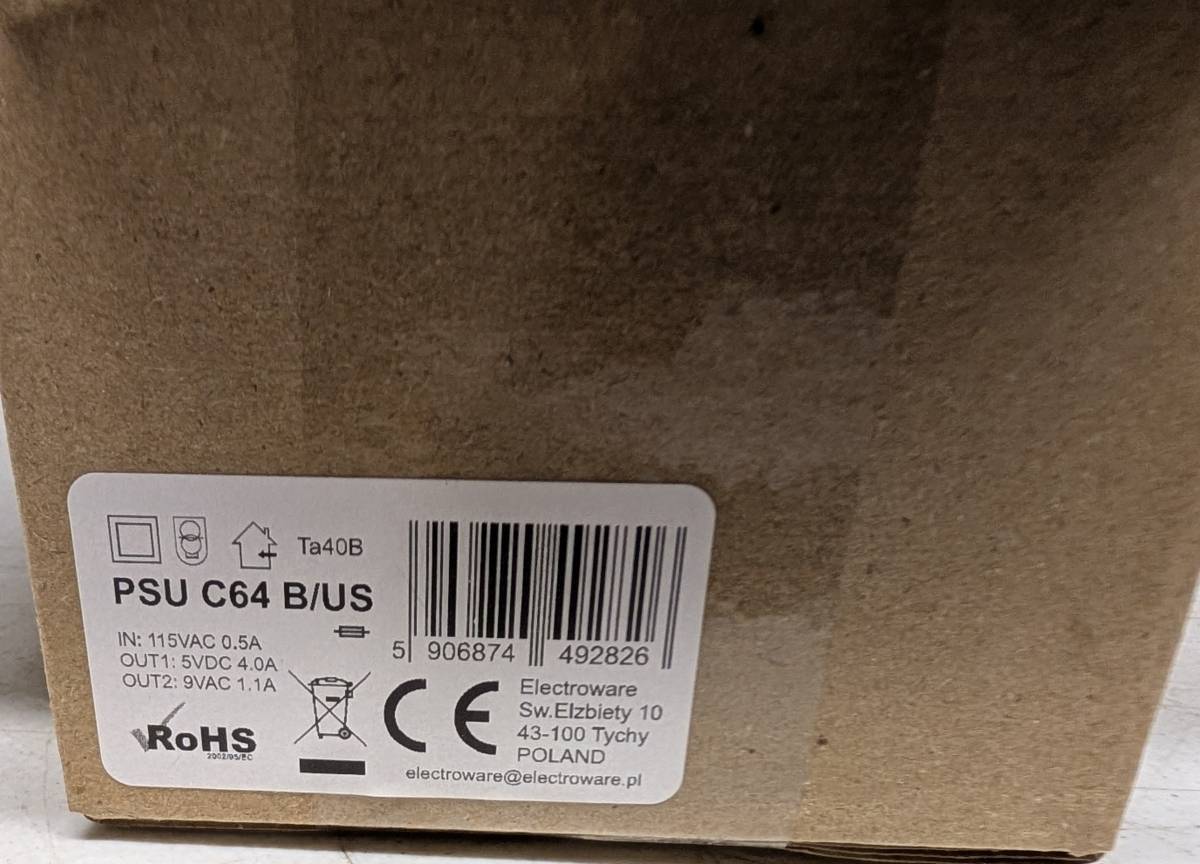 Ta40B
PSU C64 B/US
IN: 115VAC 0.5A
OUT1: 5VDC 4.0A
OUT2: 9VAC 1.1A
RoHS
2002/95/EC
5 906874 492826
CE
Electroware
Sw.Elzbiety 10
43-100 Tychy
POLAND
electroware@electroware.pl